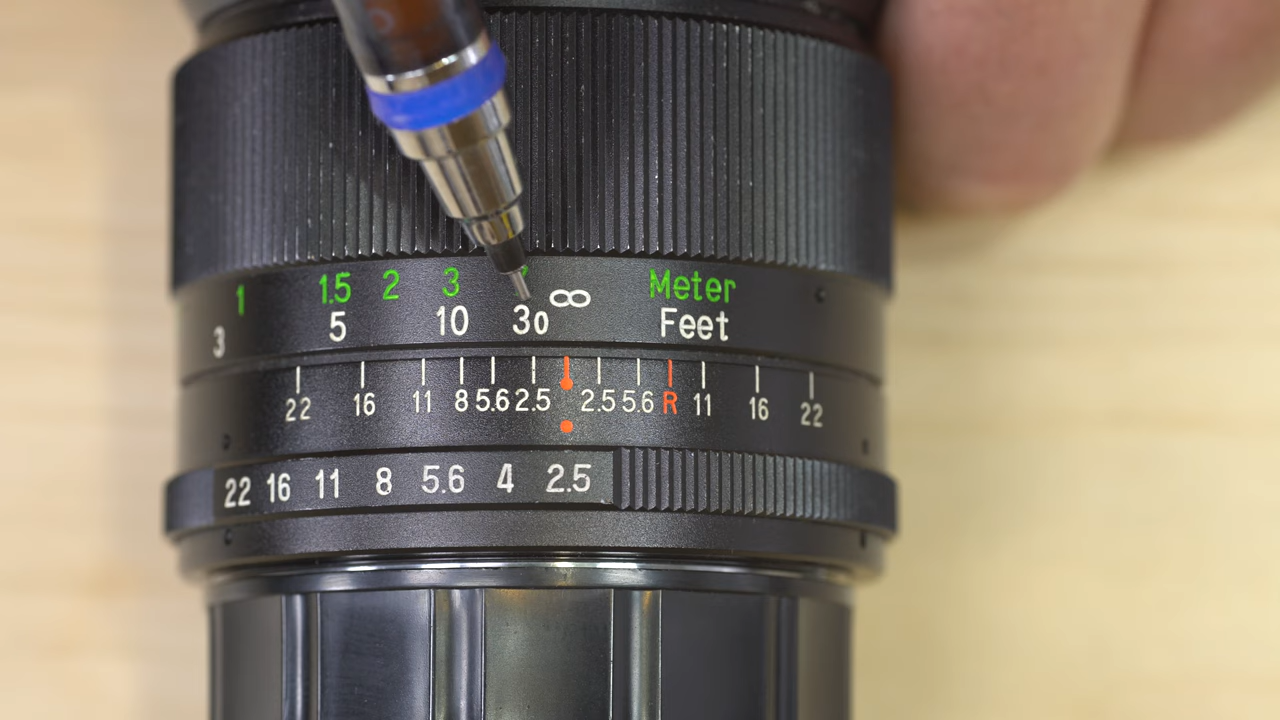 1 1.5 2 3 ∞ Meter
3 5 10 30 Feet
22 16 11 8 5.6 2.5 2.5 5.6 R 11 16 22
22 16 11 8 5.6 4 2.5